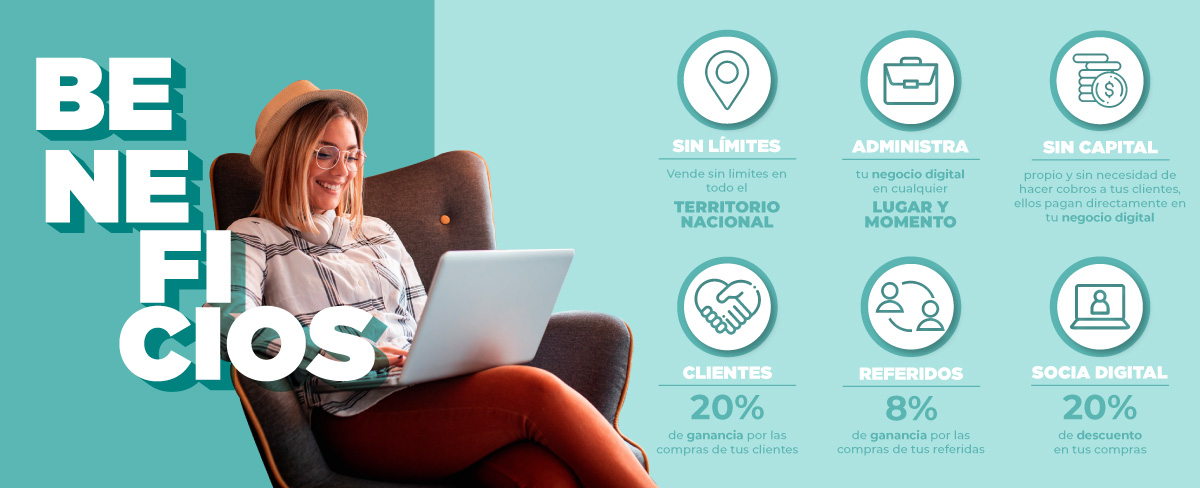 BE
NE
FI
CIOS
SIN LÍMITES
Vende sin limites en
todo el
TERRITORIO
NACIONAL
ADMINISTRA
tu negocio digital
en cualquier
LUGAR Y
MOMENTO
SIN CAPITAL
propio y sin necesidad de
hacer cobros a tus clientes,
ellos pagan directamente en
tu negocio digital
CLIENTES
20%
de ganancia por las
compras de tus clientes
REFERIDOS
8%
de ganancia por las
compras de tus referidas
SOCIA DIGITAL
20%
de descuento
en tus compras